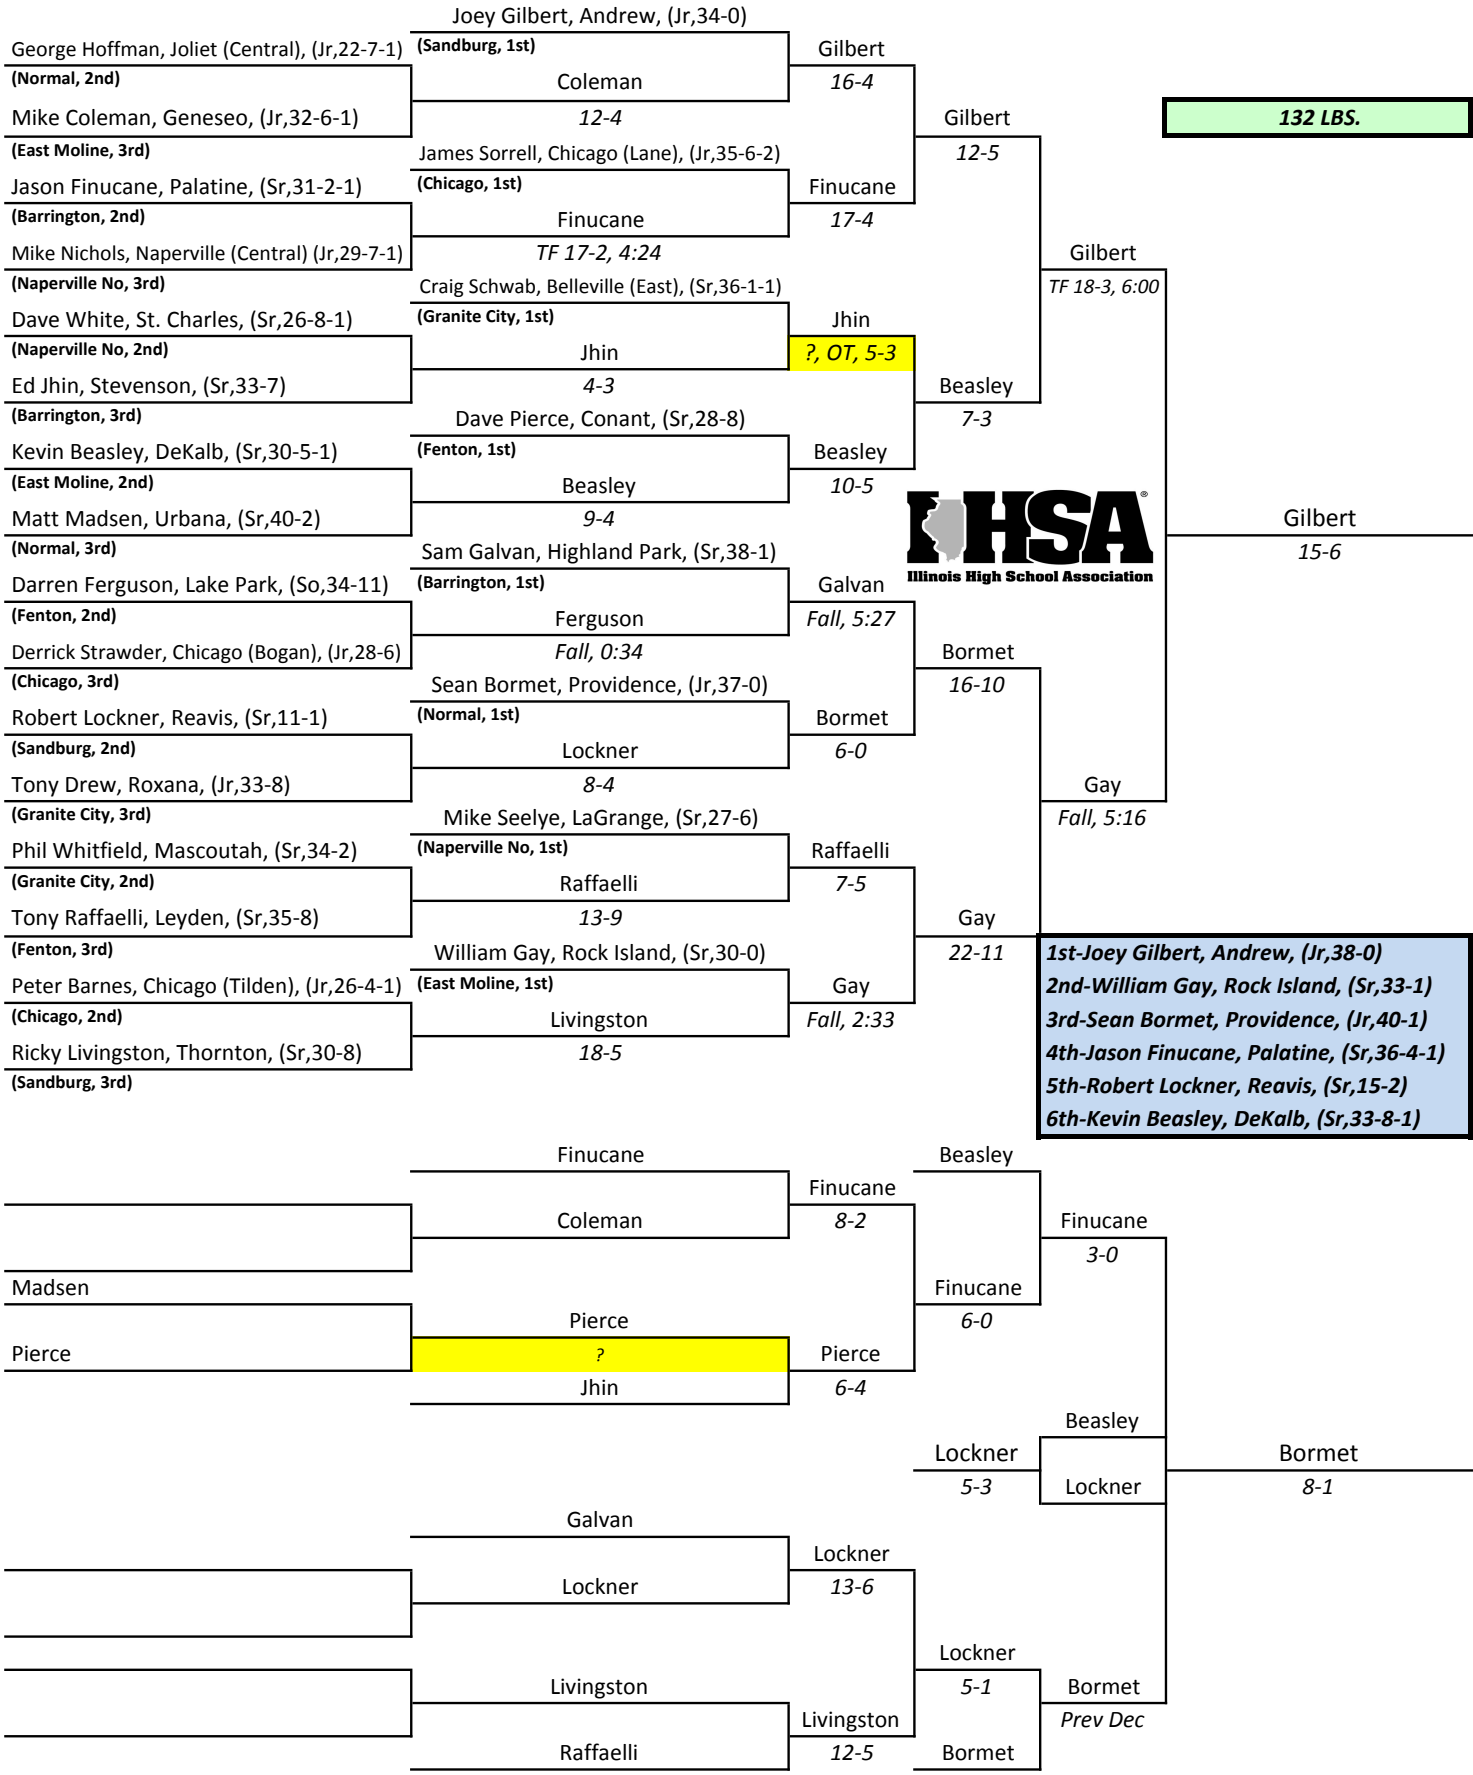 Joey Gilbert, Andrew, (Jr,34-0)
George Hoffman, Joliet (Central), (Jr,22-7-1)
(Sandburg, 1st)
Gilbert
(Normal, 2nd)
Coleman
16-4
Mike Coleman, Geneseo, (Jr,32-6-1)
12-4
Gilbert
132 LBS.
(East Moline, 3rd)
James Sorrell, Chicago (Lane), (Jr,35-6-2)
12-5
Jason Finucane, Palatine, (Sr,31-2-1)
(Chicago, 1st)
Finucane
(Barrington, 2nd)
Finucane
17-4
Mike Nichols, Naperville (Central) (Jr,29-7-1)
TF 17-2, 4:24
Gilbert
(Naperville No, 3rd)
Craig Schwab, Belleville (East), (Sr,36-1-1)
TF 18-3, 6:00
Dave White, St. Charles, (Sr,26-8-1)
(Granite City, 1st)
Jhin
(Naperville No, 2nd)
Jhin
?, OT, 5-3
Ed Jhin, Stevenson, (Sr,33-7)
4-3
Beasley
(Barrington, 3rd)
Dave Pierce, Conant, (Sr,28-8)
7-3
Kevin Beasley, DeKalb, (Sr,30-5-1)
(Fenton, 1st)
Beasley
(East Moline, 2nd)
Beasley
10-5
IHSA®
Matt Madsen, Urbana, (Sr,40-2)
9-4
Gilbert
(Normal, 3rd)
Sam Galvan, Highland Park, (Sr,38-1)
15-6
Illinois High School Association
Darren Ferguson, Lake Park, (So,34-11)
(Barrington, 1st)
Galvan
(Fenton, 2nd)
Ferguson
Fall, 5:27
Derrick Strawder, Chicago (Bogan), (Jr,28-6)
Fall, 0:34
Bormet
(Chicago, 3rd)
Sean Bormet, Providence, (Jr,37-0)
16-10
Robert Lockner, Reavis, (Sr,11-1)
(Normal, 1st)
Bormet
(Sandburg, 2nd)
Lockner
6-0
Tony Drew, Roxana, (Jr,33-8)
8-4
Gay
(Granite City, 3rd)
Mike Seelye, LaGrange, (Sr,27-6)
Fall, 5:16
Phil Whitfield, Mascoutah, (Sr,34-2)
(Naperville No, 1st)
Raffaelli
(Granite City, 2nd)
Raffaelli
7-5
Tony Raffaelli, Leyden, (Sr,35-8)
13-9
Gay
(Fenton, 3rd)
William Gay, Rock Island, (Sr,30-0)
22-11
1st-Joey Gilbert, Andrew, (Jr,38-0)
Peter Barnes, Chicago (Tilden), (Jr,26-4-1)
(East Moline, 1st)
Gay
2nd-William Gay, Rock Island, (Sr,33-1)
(Chicago, 2nd)
Livingston
Fall, 2:33
3rd-Sean Bormet, Providence, (Jr,40-1)
Ricky Livingston, Thornton, (Sr,30-8)
18-5
4th-Jason Finucane, Palatine, (Sr,36-4-1)
(Sandburg, 3rd)
5th-Robert Lockner, Reavis, (Sr,15-2)
6th-Kevin Beasley, DeKalb, (Sr,33-8-1)
Finucane
Beasley
Finucane
Coleman
8-2
Finucane
3-0
Madsen
Finucane
Pierce
6-0
Pierce
?
Pierce
Jhin
6-4
Beasley
Lockner
Bormet
5-3
Lockner
8-1
Galvan
Lockner
Lockner
13-6
Lockner
Livingston
5-1
Bormet
Livingston
Prev Dec
Raffaelli
12-5
Bormet